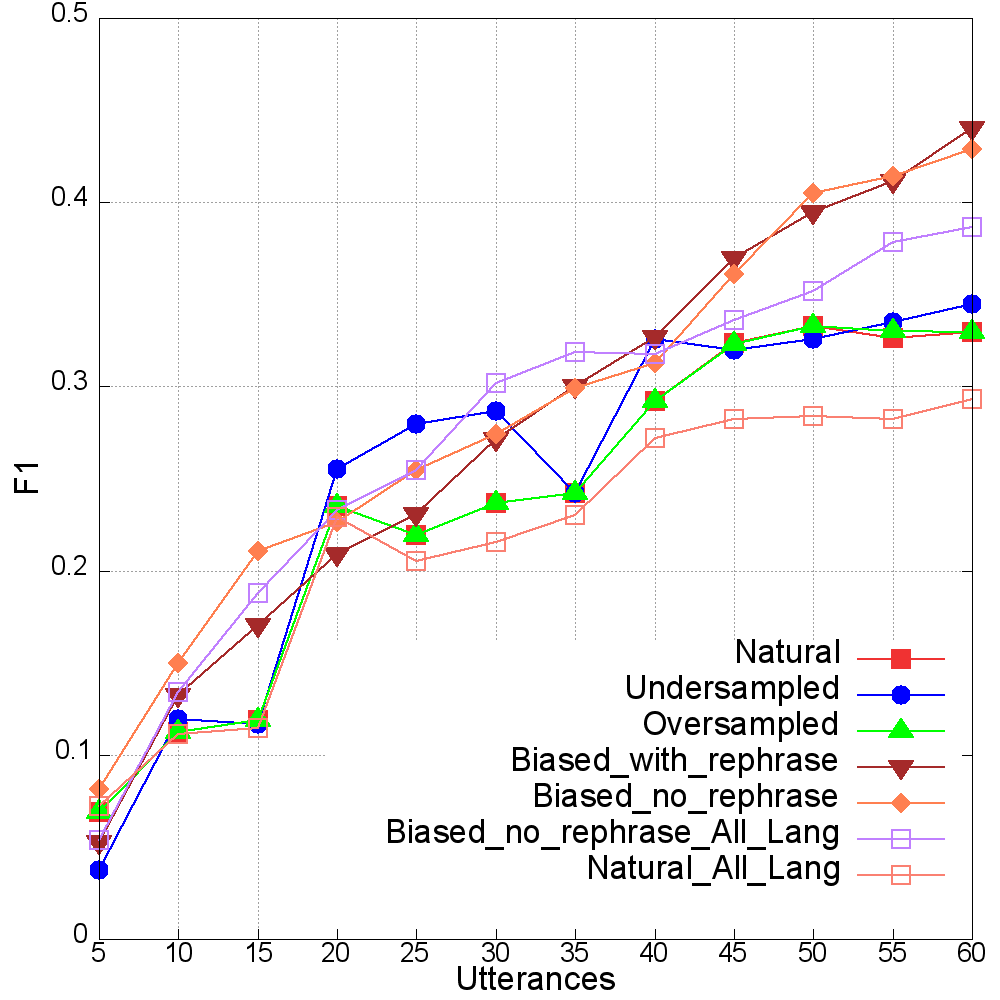 0.5
0.4
0.3
0.2
0.1
0
F1
Natural
Undersampled
Oversampled
Biased_with_rephrase
Biased_no_rephrase
Biased_no_rephrase_All_Lang
Natural_All_Lang
5 10 15 20 25 30 35 40 45 50 55 60
Utterances